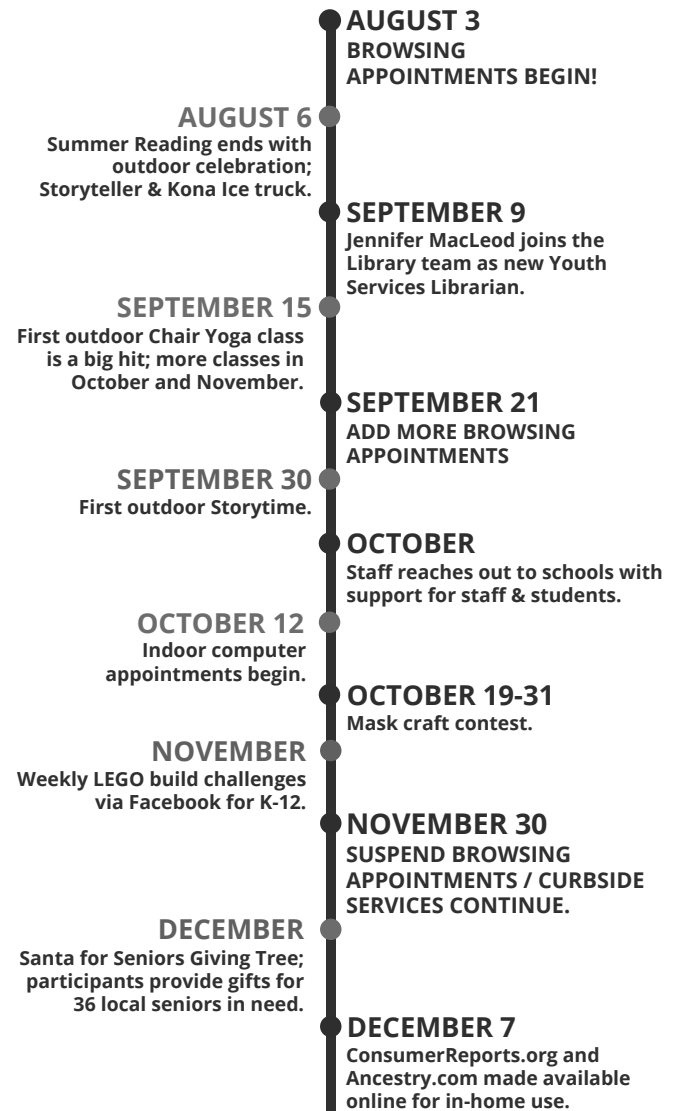 AUGUST 3
BROWSING
APPOINTMENTS BEGIN!
AUGUST 6
Summer Reading ends with
outdoor celebration;
Storyteller & Kona Ice truck.
SEPTEMBER 9
Jennifer MacLeod joins the
Library team as new Youth
Services Librarian.
SEPTEMBER 15
First outdoor Chair Yoga class
is a big hit; more classes in
October and November.
SEPTEMBER 21
ADD MORE BROWSING
APPOINTMENTS
SEPTEMBER 30
First outdoor Storytime.
OCTOBER
Staff reaches out to schools with
support for staff & students.
OCTOBER 12
Indoor computer
appointments begin.
OCTOBER 19-31
Mask craft contest.
NOVEMBER
Weekly LEGO build challenges
via Facebook for K-12.
NOVEMBER 30
SUSPEND BROWSING
APPOINTMENTS / CURBSIDE
SERVICES CONTINUE.
DECEMBER
Santa for Seniors Giving Tree;
participants provide gifts for
36 local seniors in need.
DECEMBER 7
ConsumerReports.org and
Ancestry.com made available
online for in-home use.